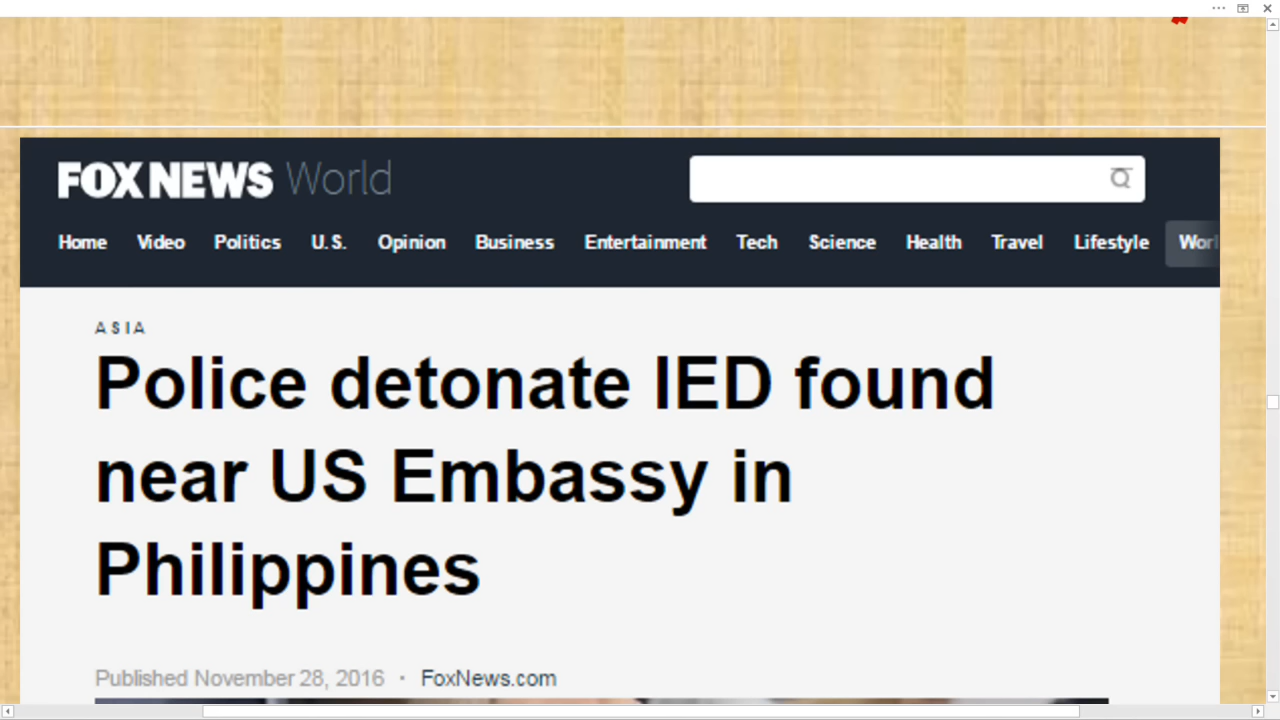 FOX NEWS World
Home Video Politics U.S. Opinion Business Entertainment Tech Science Health Travel Lifestyle
ASIA
Police detonate IED found
near US Embassy in
Philippines
Published November 28, 2016 · FoxNews.com